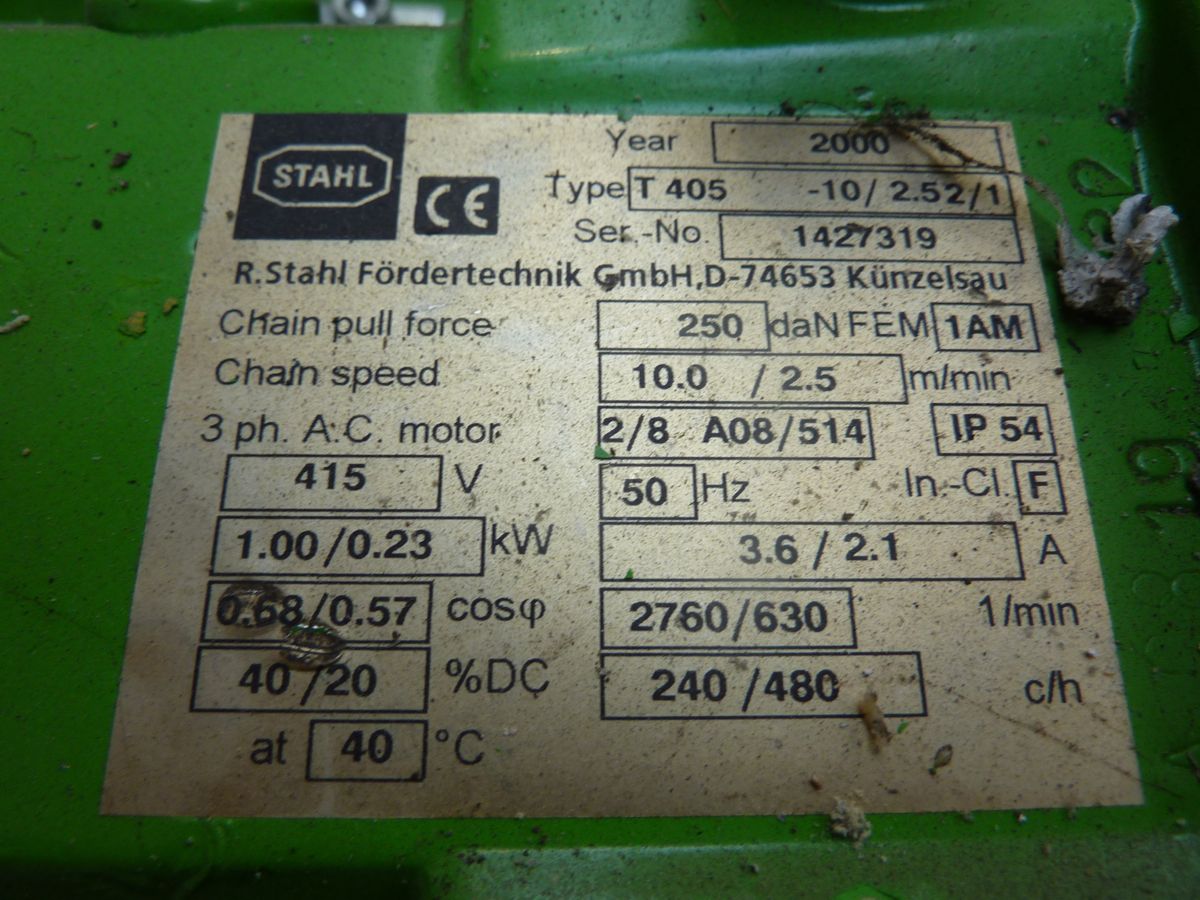 STAHL CE
Year 2000
Type T 405 -10/2.52/1
Ser.-No. 1427319
R.Stahl Fördertechnik GmbH,D-74653 Künzelsau
Chain pull force 250 daN FEM 1AM
Chain speed 10.0 / 2.5 m/min
3 ph. A.C. motor 2/8 A08/514 IP 54
415 V 50 Hz In.-Cl. F
1.00/0.23 kW 3.6 / 2.1 A
0.68/0.57 cosφ 2760/630 1/min
40/20 %DC 240/480 c/h
at 40 °C